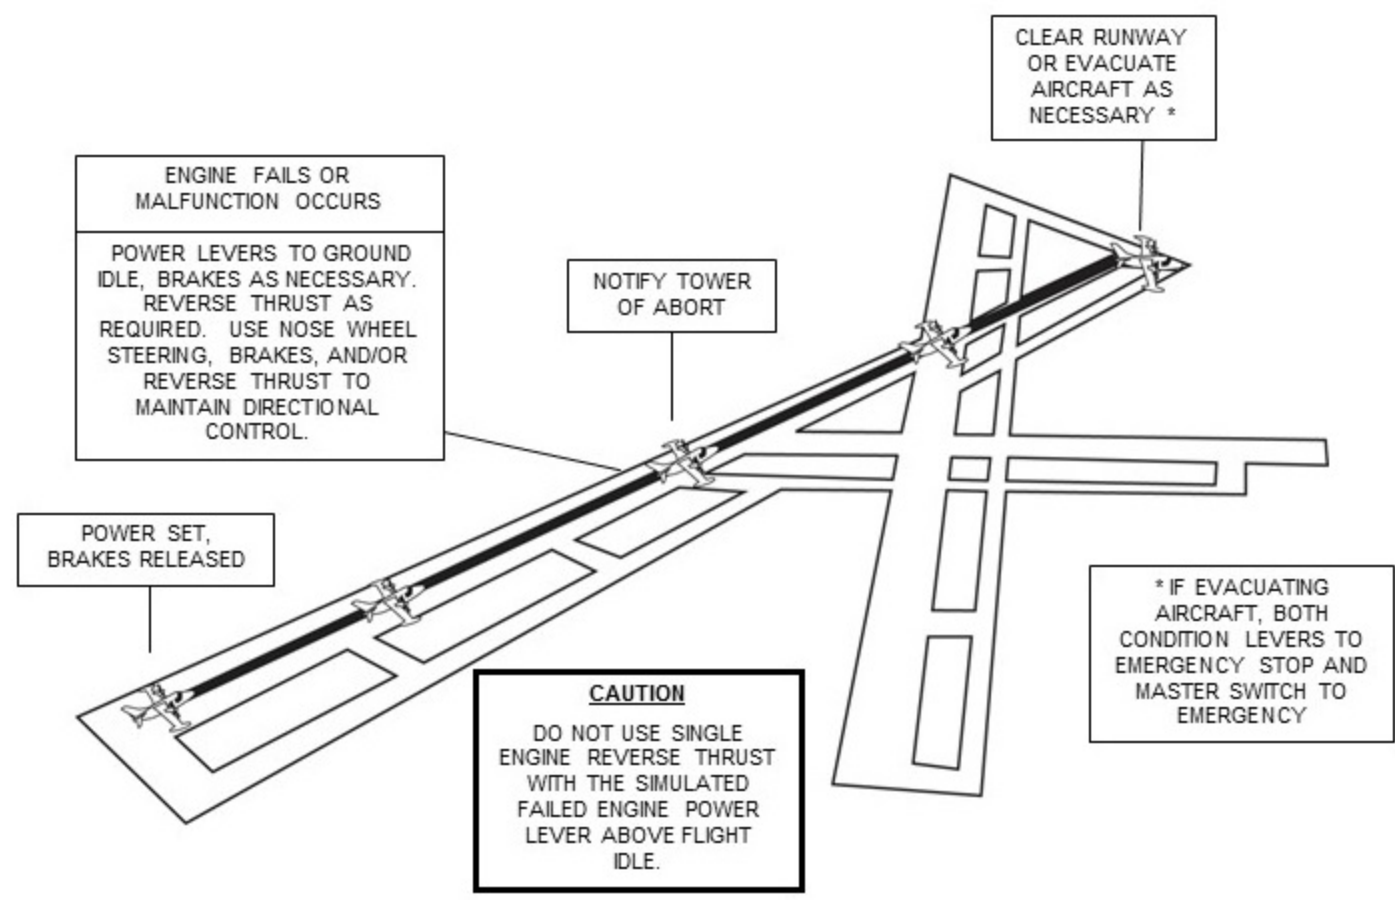 CLEAR RUNWAY
OR EVACUATE
AIRCRAFT AS
NECESSARY *
ENGINE FAILS OR
MALFUNCTION OCCURS
POWER LEVERS TO GROUND
IDLE, BRAKES AS NECESSARY.
REVERSE THRUST AS
REQUIRED. USE NOSE WHEEL
STEERING, BRAKES, AND/OR
REVERSE THRUST TO
MAINTAIN DIRECTIONAL
CONTROL.
NOTIFY TOWER
OF ABORT
POWER SET,
BRAKES RELEASED
* IF EVACUATING
AIRCRAFT, BOTH
CONDITION LEVERS TO
EMERGENCY STOP AND
MASTER SWITCH TO
EMERGENCY
CAUTION
DO NOT USE SINGLE
ENGINE REVERSE THRUST
WITH THE SIMULATED
FAILED ENGINE POWER
LEVER ABOVE FLIGHT
IDLE.